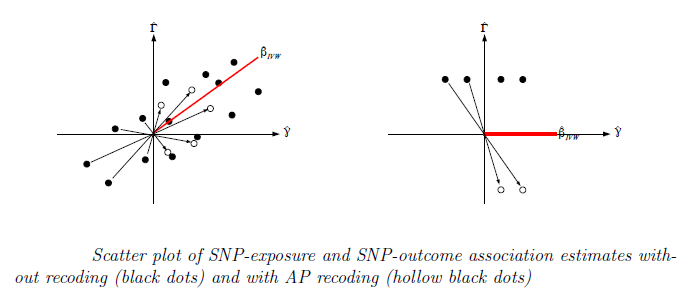 Γ̂ Γ̂
β̂IVW
γ̂ β̂IVW γ̂
Scatter plot of SNP-exposure and SNP-outcome association estimates with-
out recoding (black dots) and with AP recoding (hollow black dots)